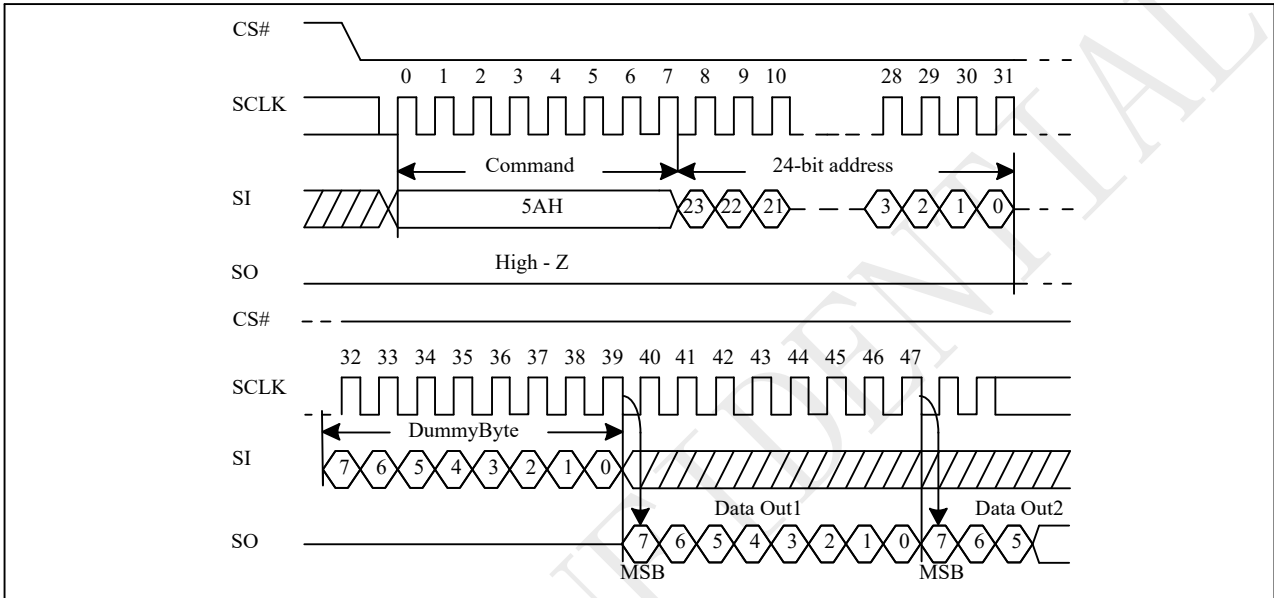 CS#
0 1 2 3 4 5 6 7 8 9 10 28 29 30 31
SCLK
Command 24-bit address
SI 5AH 23 22 21 3 2 1 0
High - Z
SO
CS#
32 33 34 35 36 37 38 39 40 41 42 43 44 45 46 47
SCLK
DummyByte
SI 7 6 5 4 3 2 1 0
Data Out1 Data Out2
SO 7 6 5 4 3 2 1 0 7 6 5
MSB MSB